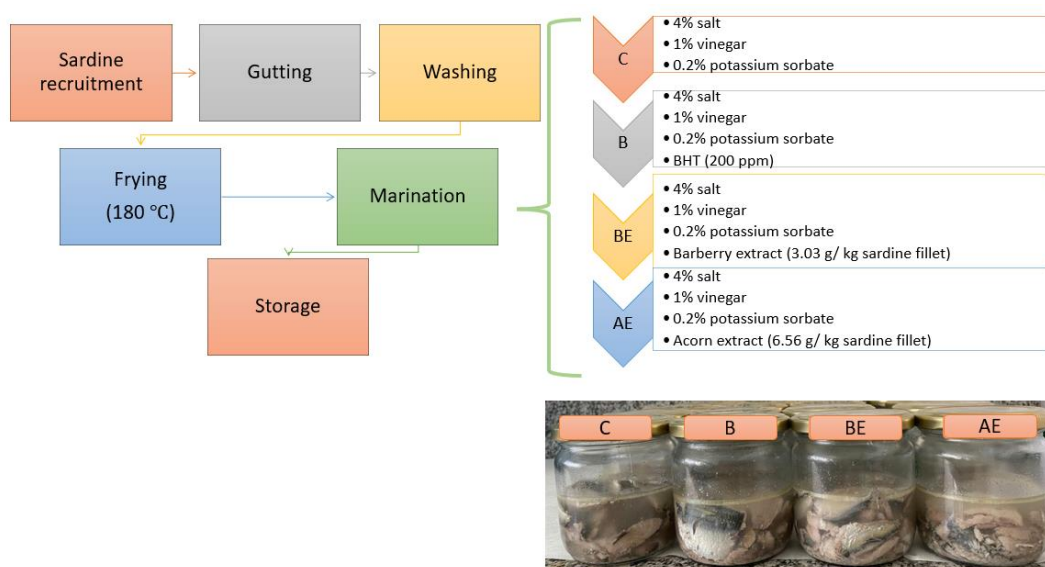 Sardine
recruitment
Gutting
Washing
Frying
(180 °C)
Marination
Storage
C
• 4% salt
• 1% vinegar
• 0.2% potassium sorbate
B
• 4% salt
• 1% vinegar
• 0.2% potassium sorbate
• BHT (200 ppm)
BE
• 4% salt
• 1% vinegar
• 0.2% potassium sorbate
• Barberry extract (3.03 g/ kg sardine fillet)
AE
• 4% salt
• 1% vinegar
• 0.2% potassium sorbate
• Acorn extract (6.56 g/ kg sardine fillet)
C
B
BE
AE